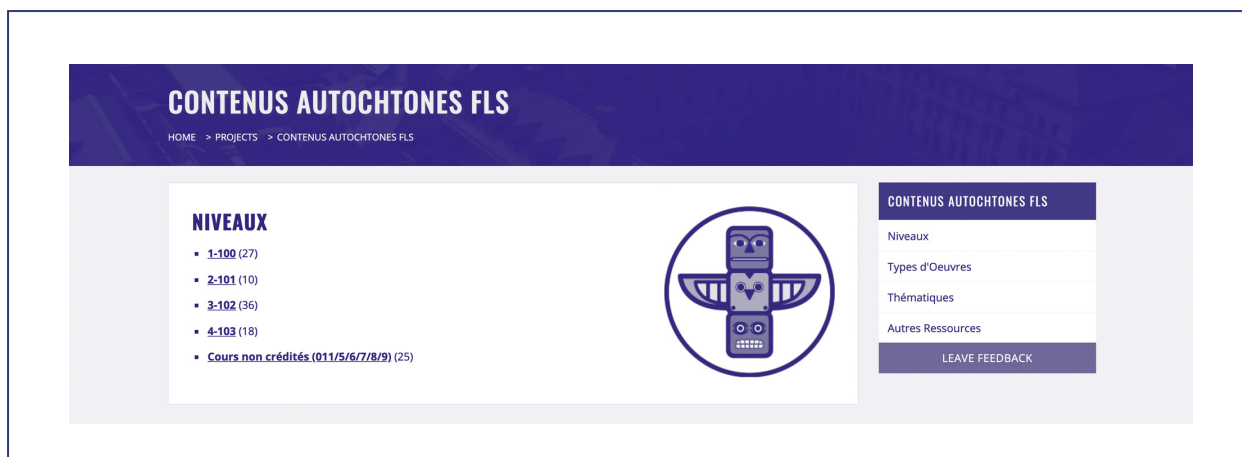 CONTENUS AUTOCHTONES FLS
HOME > PROJECTS > CONTENUS AUTOCHTONES FLS
NIVEAUX
1-100 (27)
2-101 (10)
3-102 (36)
4-103 (18)
Cours non crédités (011/5/6/7/8/9) (25)
CONTENUS AUTOCHTONES FLS
Niveaux
Types d'Oeuvres
Thématiques
Autres Ressources
LEAVE FEEDBACK